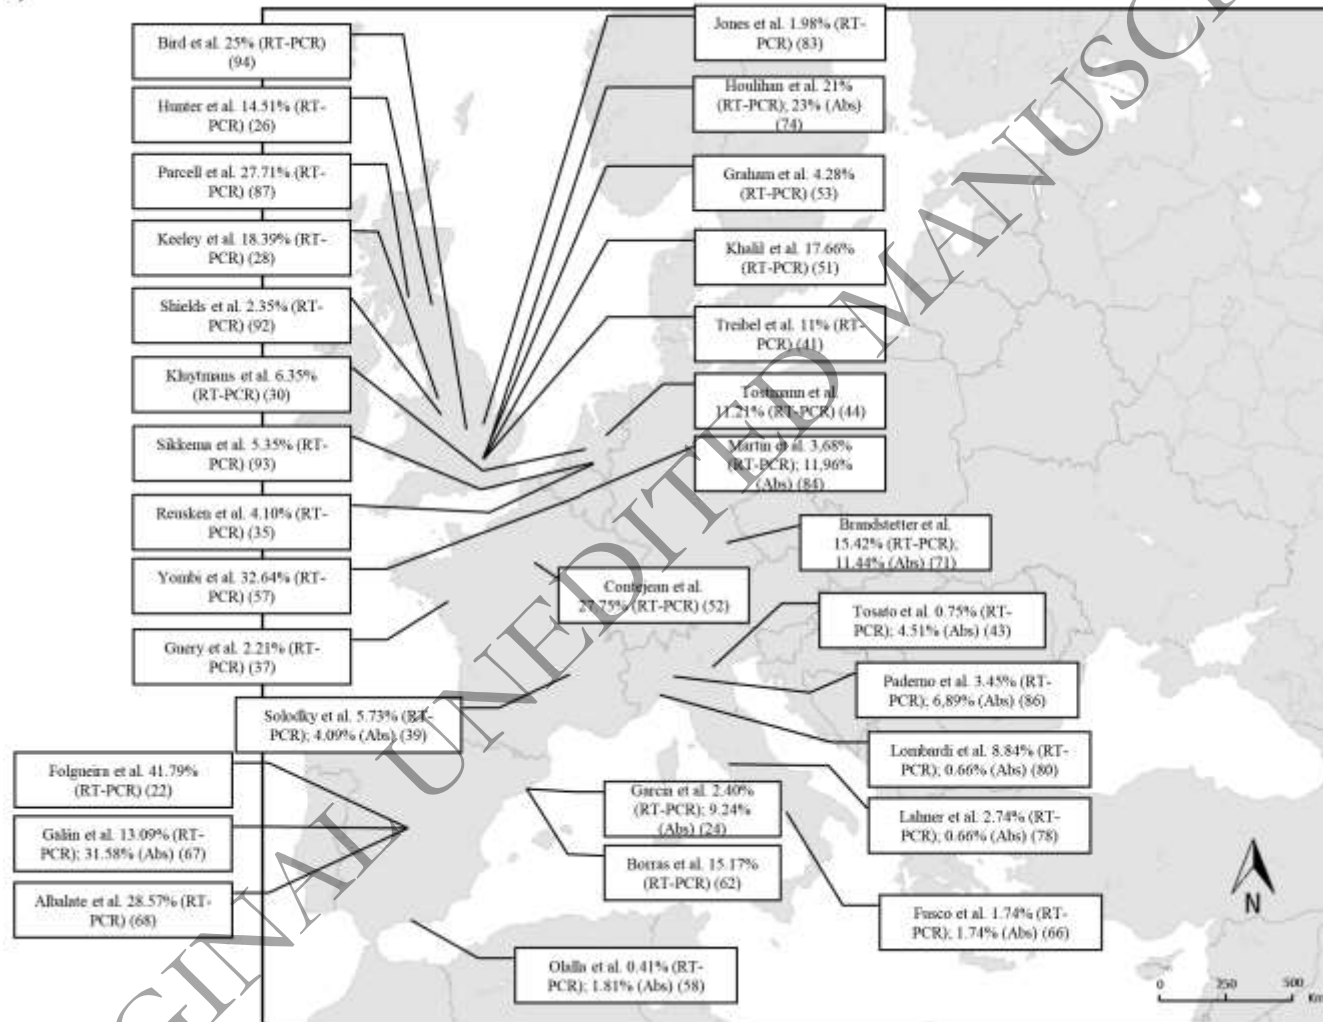 Bird et al. 25% (RT-PCR)
(94)
Hunter et al. 14.51% (RT-
PCR) (26)
Parcell et al. 27.71% (RT-
PCR) (87)
Keeley et al. 18.39% (RT-
PCR) (28)
Shields et al. 2.35% (RT-
PCR) (92)
Kluytmans et al. 6.35%
(RT-PCR) (30)
Sikkema et al. 5.35% (RT-
PCR) (93)
Reusken et al. 4.10% (RT-
PCR) (35)
Yombi et al. 32.64% (RT-
PCR) (57)
Guery et al. 2.21% (RT-
PCR) (37)
Solodky et al. 5.73% (RT-
PCR); 4.09% (Abs) (39)
Folgueira et al. 41.79%
(RT-PCR) (22)
Galán et al. 13.09% (RT-
PCR); 31.58% (Abs) (67)
Albalate et al. 28.57% (RT-
PCR) (68)
Jones et al. 1.98% (RT-
PCR) (83)
Houlihan et al. 21%
(RT-PCR); 23% (Abs)
(74)
Graham et al. 4.28%
(RT-PCR) (53)
Khalil et al. 17.66%
(RT-PCR) (51)
Treibel et al. 11% (RT-
PCR) (41)
Tostmann et al.
11.21% (RT-PCR) (44)
Martin et al. 3.68%
(RT-PCR); 11,96%
(Abs) (84)
Brandstetter et al.
15.42% (RT-PCR);
11.44% (Abs) (71)
Contejean et al.
27.75% (RT-PCR) (52)
Tosato et al. 0.75% (RT-
PCR); 4.51% (Abs) (43)
Paderno et al. 3.45% (RT-
PCR); 6,89% (Abs) (86)
Lombardi et al. 8.84% (RT-
PCR); 0.66% (Abs) (80)
Lahner et al. 2.74% (RT-
PCR); 0.66% (Abs) (78)
Garcia et al. 2.40%
(RT-PCR); 9.24%
(Abs) (24)
Borras et al. 15.17%
(RT-PCR) (62)
Fusco et al. 1.74% (RT-
PCR); 1.74% (Abs) (66)
Olalla et al. 0.41% (RT-
PCR); 1.81% (Abs) (58)
N
0 250 500
Km
GINAL UNEDITED MANUSC